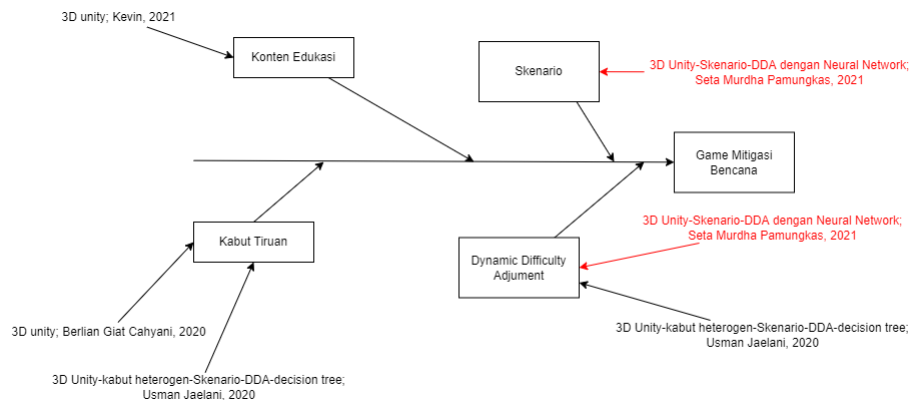 3D unity; Kevin, 2021
Konten Edukasi
Skenario
3D Unity-Skenario-DDA dengan Neural Network;
Seta Murdha Pamungkas, 2021
Game Mitigasi
Bencana
Kabut Tiruan
3D Unity-Skenario-DDA dengan Neural Network;
Seta Murdha Pamungkas, 2021
Dynamic Difficulty
Adjument
3D unity; Berlian Giat Cahyani, 2020
3D Unity-kabut heterogen-Skenario-DDA-decision tree;
Usman Jaelani, 2020
3D Unity-kabut heterogen-Skenario-DDA-decision tree;
Usman Jaelani, 2020